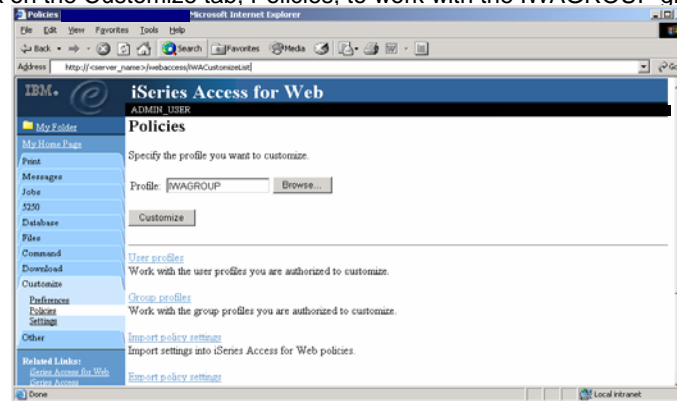 on the Customize tab, Policies, to work with the IWAGROUP
Policies Microsoft Internet Explorer
File Edit View Favorites Tools Help
Back Search Favorites Media
Address http://<server_name>/webaccess/iWACustomizeList Go
IBM. iSeries Access for Web
ADMIN_USER
My Folder
Policies
My Home Page
Specify the profile you want to customize.
Print
Messages
Profile: IWAGROUP Browse...
Jobs
5250
Customize
Database
Files
Command
User profiles
Download
Work with the user profiles you are authorized to customize.
Customize
Preferences
Group profiles
Policies
Work with the group profiles you are authorized to customize.
Settings
Other
Import policy settings
Import settings into iSeries Access for Web policies.
Related Links:
iSeries Access for Web
Export policy settings
iSeries Access
Done Local intranet